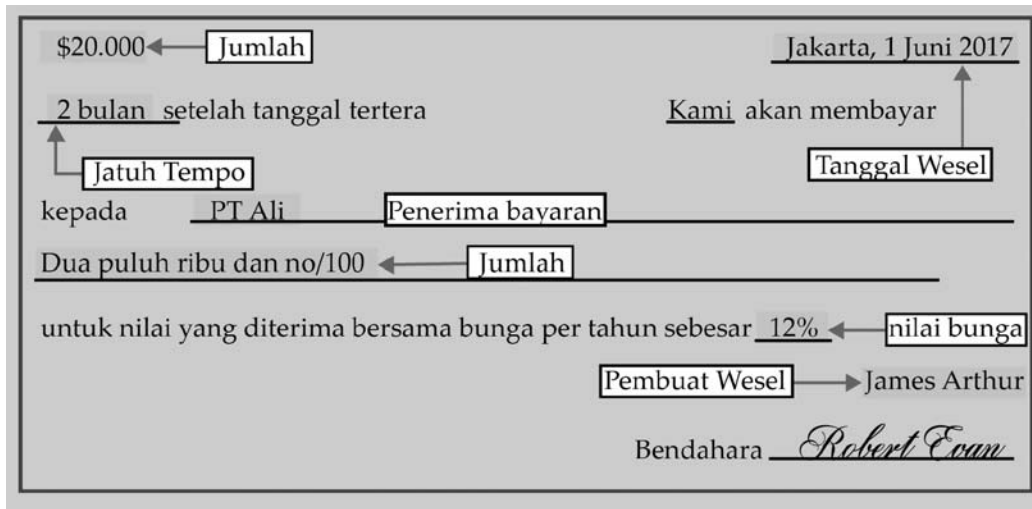 $20.000 Jumlah Jakarta, 1 Juni 2017
2 bulan setelah tanggal tertera Kami akan membayar
Jatuh Tempo Tanggal Wesel
kepada PT Ali Penerima bayaran
Dua puluh ribu dan no/100 Jumlah
untuk nilai yang diterima bersama bunga per tahun sebesar 12% nilai bunga
Pembuat Wesel James Arthur
Bendahara Robert Evan